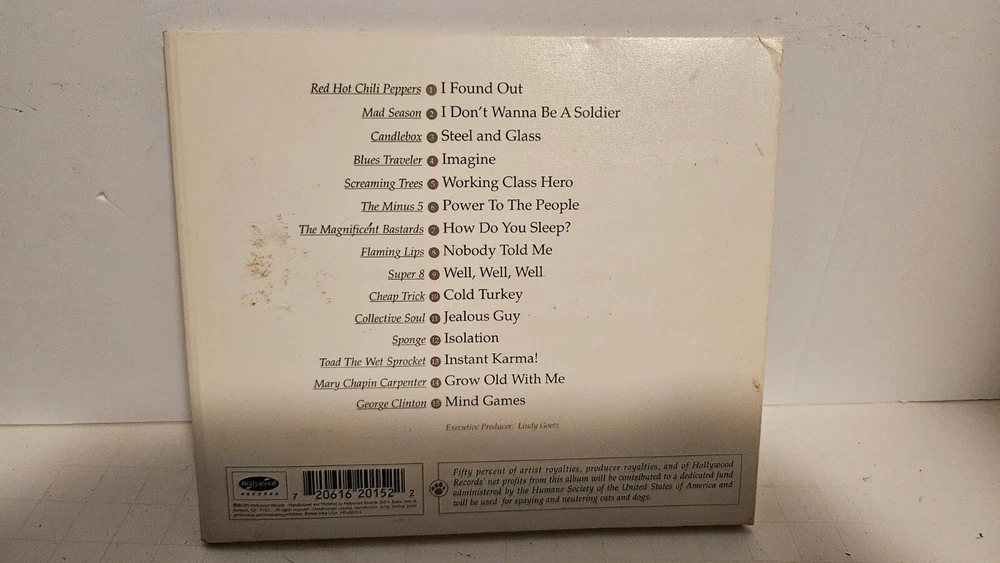 Red Hot Chili Peppers 1 I Found Out
Mad Season 2 I Don't Wanna Be A Soldier
Candlebox 3 Steel and Glass
Blues Traveler 4 Imagine
Screaming Trees 5 Working Class Hero
The Minus 5 6 Power To The People
The Magnificent Bastards 7 How Do You Sleep?
Flaming Lips 8 Nobody Told Me
Super 8 9 Well, Well, Well
Cheap Trick 10 Cold Turkey
Collective Soul 11 Jealous Guy
Sponge 12 Isolation
Toad The Wet Sprocket 13 Instant Karma!
Mary Chapin Carpenter 14 Grow Old With Me
George Clinton 15 Mind Games
Executive Producer: Lindy Goetz
Hollywood
RECORDS
7 20616 20152 2
Fifty percent of artist royalties, producer royalties, and of Hollywood
Records' net profits from this album will be contributed to a dedicated fund
administered by the Humane Society of the United States of America and
will be used for spaying and neutering cats and dogs.